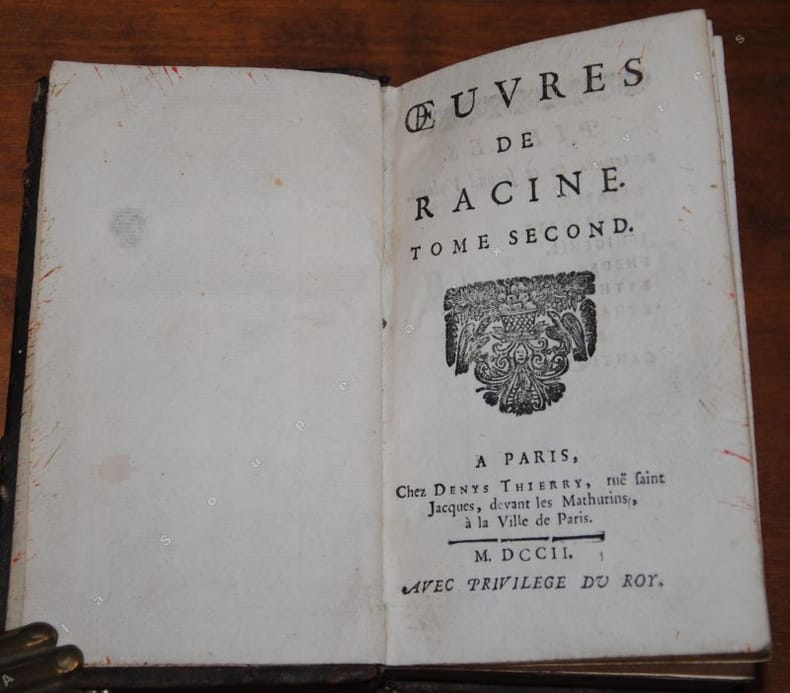 ŒUVRES
DE
RACINE.
TOME SECOND.
A PARIS,
Chez DENYS THIERRY, ruë ſaint
Jacques, devant les Mathurins,
à la Ville de Paris.
M. DCCII.
AVEC PRIVILEGE DU ROY.